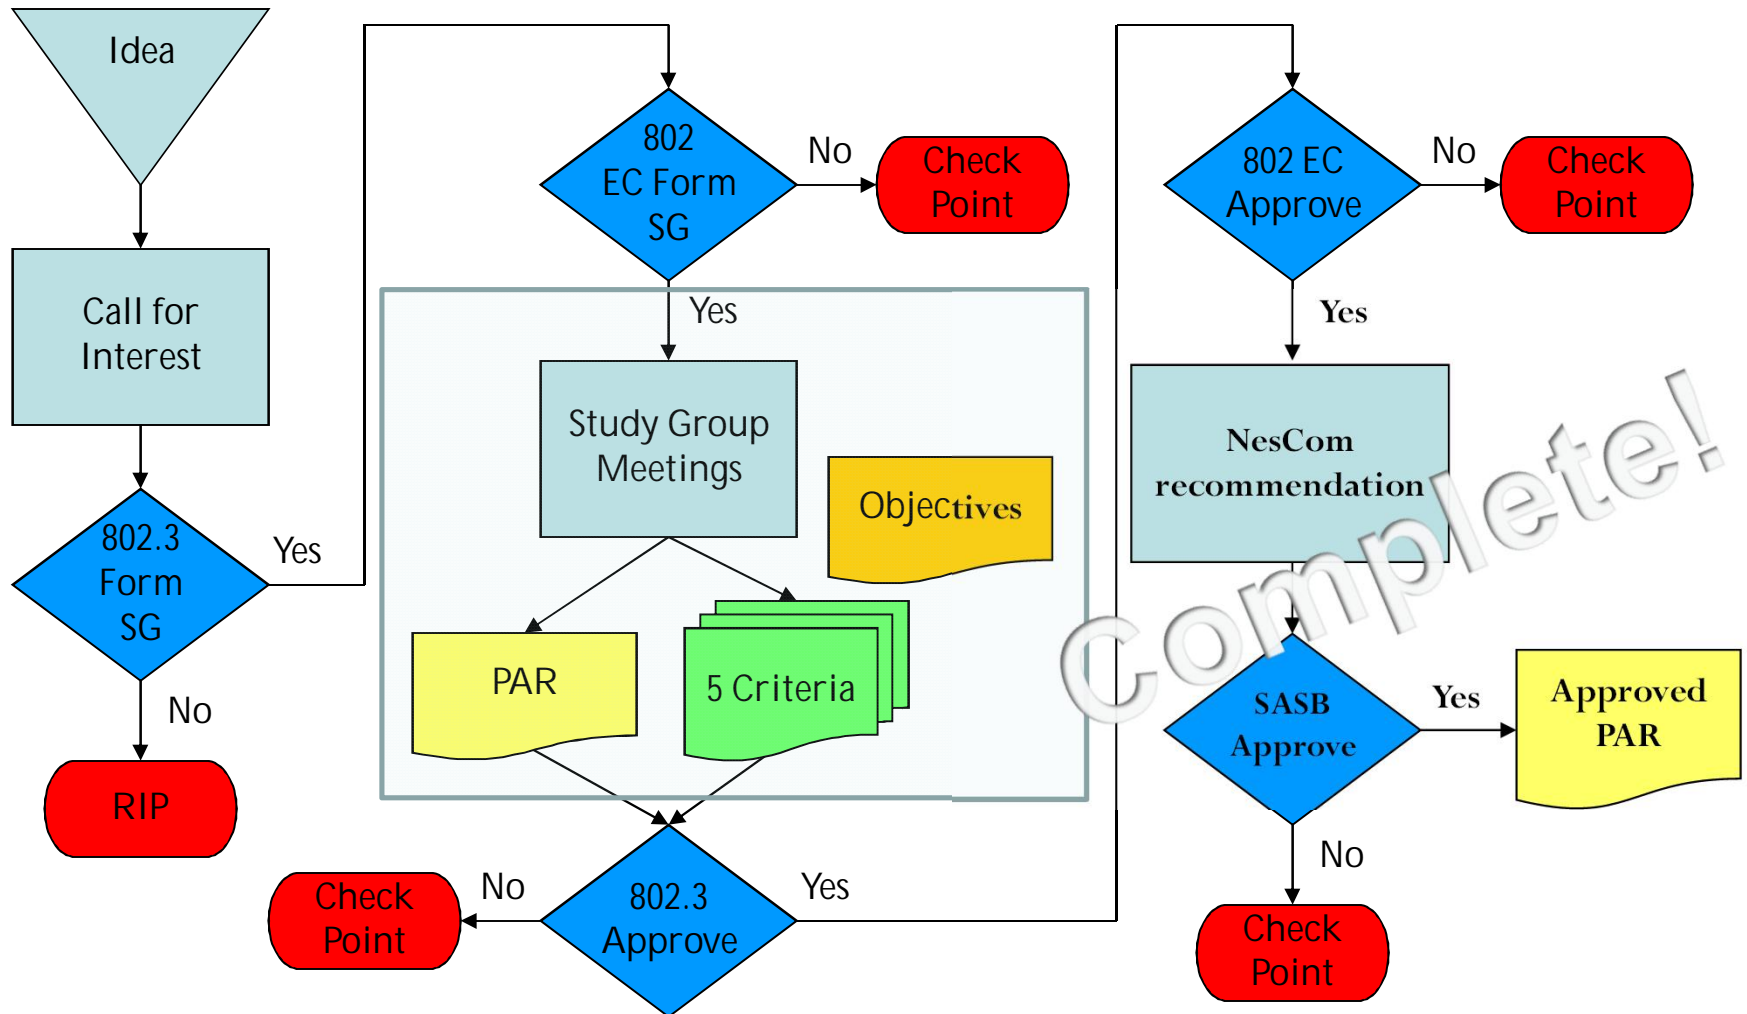 Idea
Call for
Interest
802.3
Form
SG
Yes
No
RIP
802
EC Form
SG
No
Check
Point
Yes
Study Group
Meetings
Objectives
PAR
5 Criteria
802.3
Approve
No
Check
Point
Yes
802 EC
Approve
No
Check
Point
Yes
NesCom
recommendation
Complete!
SASB
Approve
Yes
Approved
PAR
No
Check
Point